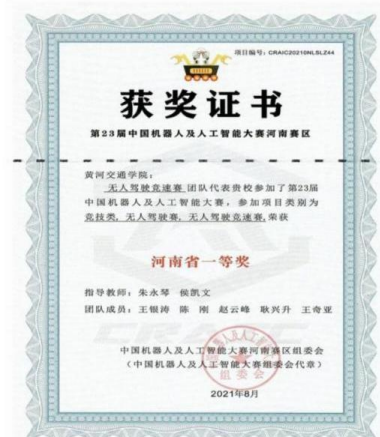 项目编号：CRAIC20210NLSLZ44
获奖证书
第23届中国机器人及人工智能大赛河南赛区
黄河交通学院：
无人驾驶竞速赛 团队代表贵校参加了第23届
中国机器人及人工智能大赛，参加项目类别为
竞技类, 无人驾驶赛, 无人驾驶竞速赛, 荣获
河南省一等奖
指导教师：朱永琴 侯凯文
团队成员：王银涛 陈 刚 赵云峰 耿兴升 王奇亚
中国机器人及人工智能大赛河南赛区组委会
（中国机器人及人工智能大赛组委会代章）
组委会
2021年8月